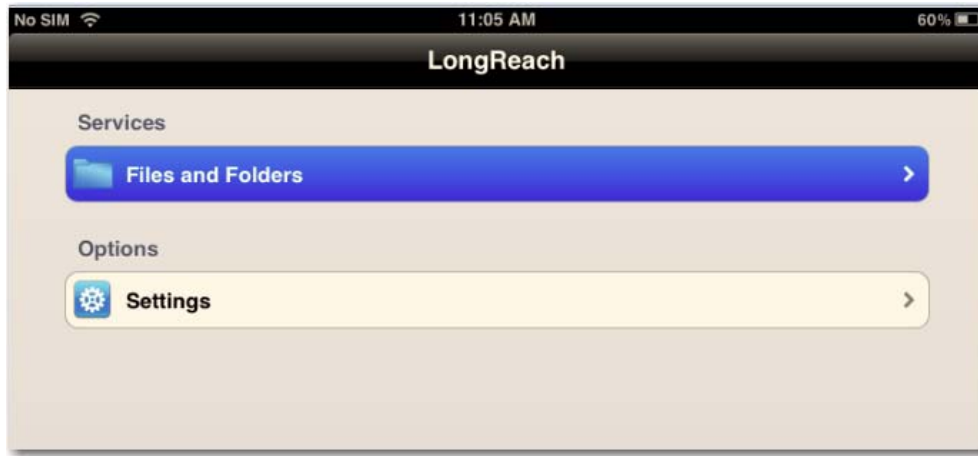 No SIM 11:05 AM 60%
LongReach
Services
Files and Folders
Options
Settings